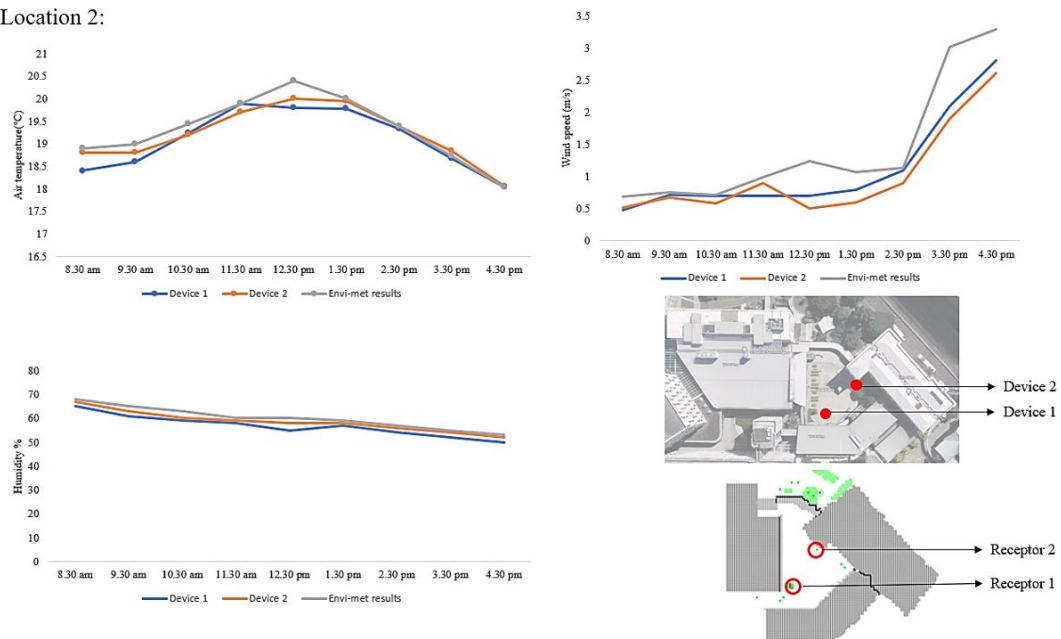 Location 2:
Air temperature(°C)
21
20.5
20
19.5
19
18.5
18
17.5
17
16.5
8.30 am 9.30 am 10.30 am 11.30 am 12.30 pm 1.30 pm 2.30 pm 3.30 pm 4.30 pm
Device 1 Device 2 Envi-met results
Wind speed (m/s)
3.5
3
2.5
2
1.5
1
0.5
0
8.30 am 9.30 am 10.30 am 11.30 am 12.30 pm 1.30 pm 2.30 pm 3.30 pm 4.30 pm
Device 1 Device 2 Envi-met results
Humidity %
80
70
60
50
40
30
20
10
0
8.30 am 9.30 am 10.30 am 11.30 am 12.30 pm 1.30 pm 2.30 pm 3.30 pm 4.30 pm
Device 1 Device 2 Envi-met results
Device 2
Device 1
Receptor 2
Receptor 1